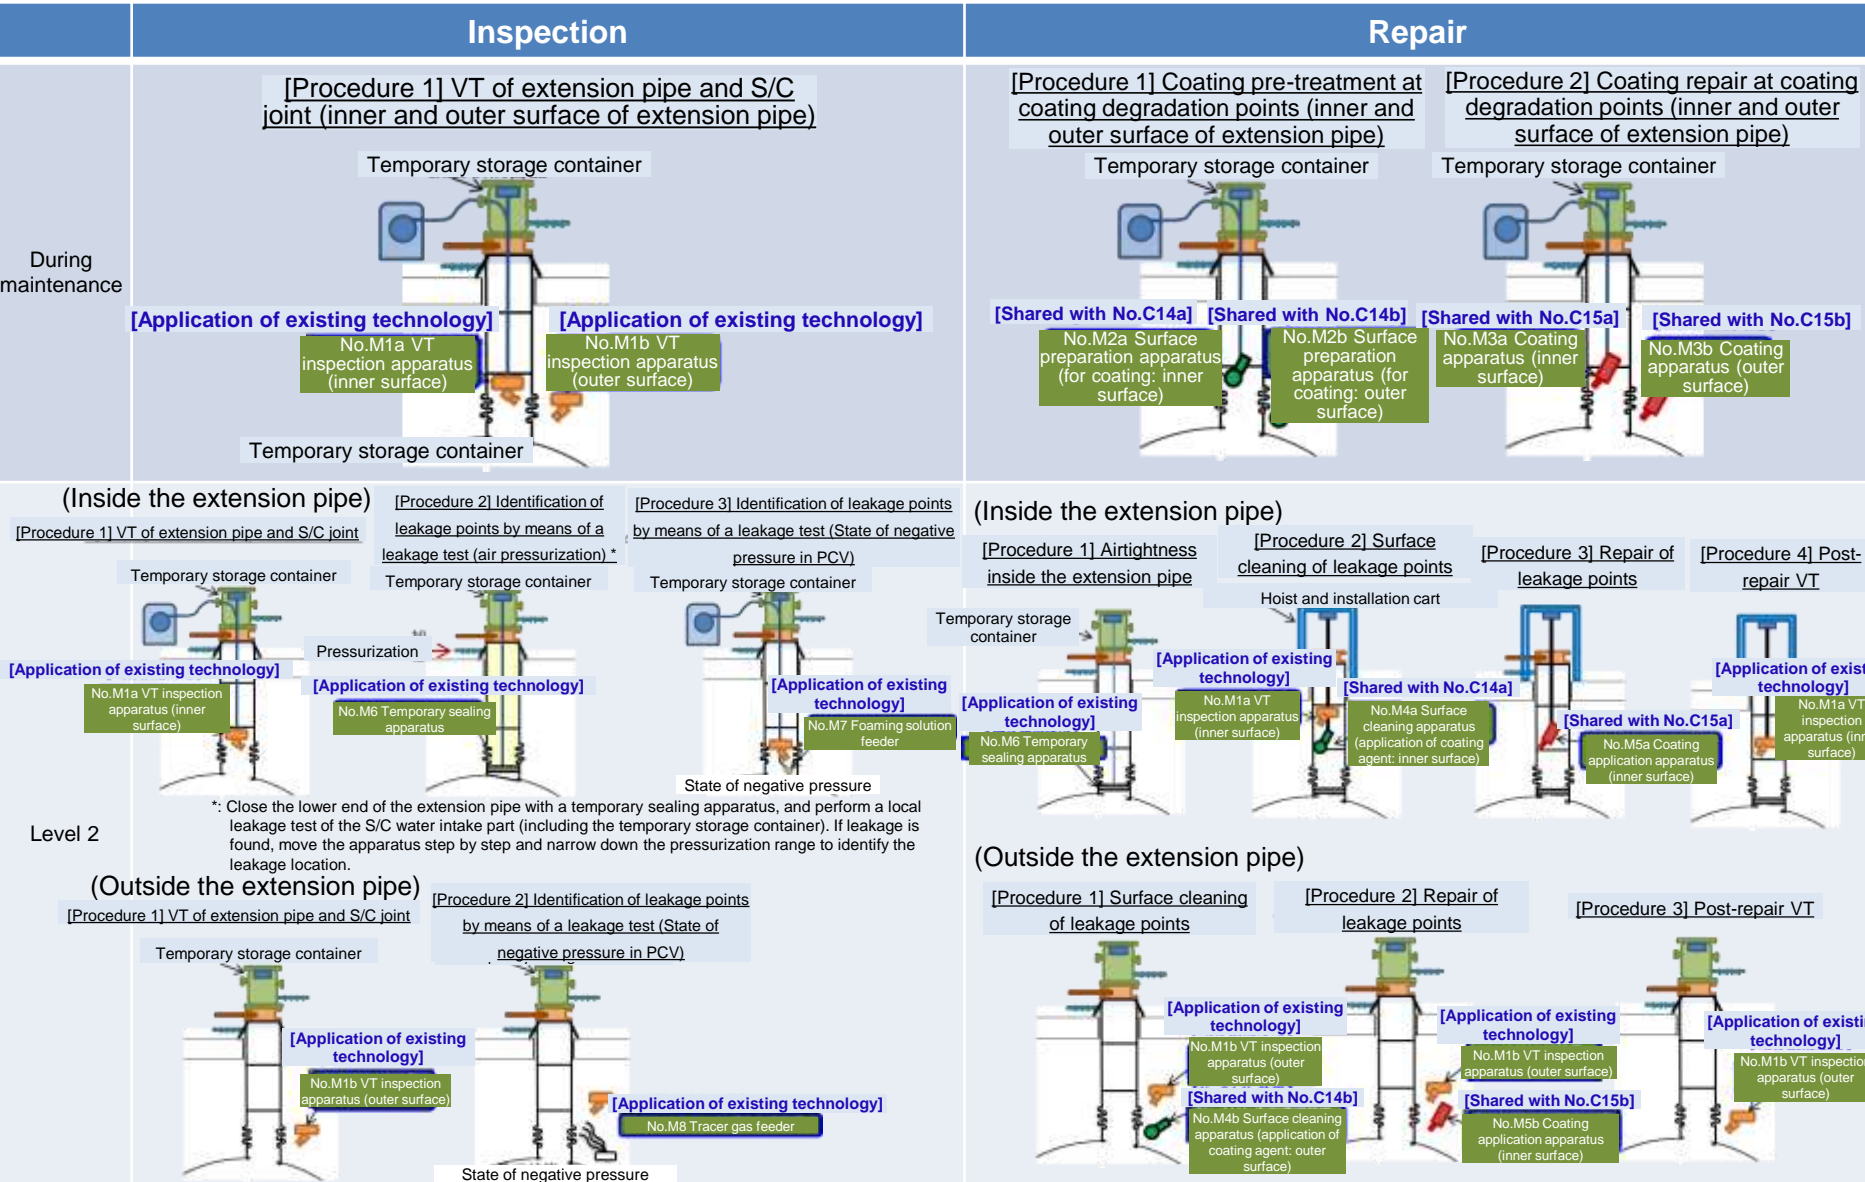 Inspection
Repair
During
maintenance
[Procedure 1] VT of extension pipe and S/C
joint (inner and outer surface of extension pipe)
Temporary storage container
[Application of existing technology]
[Application of existing technology]
No.M1a VT
inspection apparatus
(inner surface)
No.M1b VT
inspection apparatus
(outer surface)
Temporary storage container
[Procedure 1] Coating pre-treatment at
coating degradation points (inner and
outer surface of extension pipe)
Temporary storage container
[Shared with No.C14a]
[Shared with No.C14b]
No.M2a Surface
preparation apparatus
(for coating: inner
surface)
No.M2b Surface
preparation
apparatus (for
coating: outer
surface)
[Procedure 2] Coating repair at coating
degradation points (inner and outer
surface of extension pipe)
Temporary storage container
[Shared with No.C15a]
[Shared with No.C15b]
No.M3a Coating
apparatus (inner
surface)
No.M3b Coating
apparatus (outer
surface)
Level 2
(Inside the extension pipe)
[Procedure 1] VT of extension pipe and S/C joint
Temporary storage container
[Application of existing technology]
No.M1a VT inspection
apparatus (inner
surface)
[Procedure 2] Identification of
leakage points by means of a
leakage test (air pressurization) *
Temporary storage container
Pressurization
[Application of existing technology]
No.M6 Temporary sealing
apparatus
[Procedure 3] Identification of leakage points
by means of a leakage test (State of negative
pressure in PCV)
Temporary storage container
[Application of existing
technology]
No.M7 Foaming solution
feeder
State of negative pressure
*: Close the lower end of the extension pipe with a temporary sealing apparatus, and perform a local
leakage test of the S/C water intake part (including the temporary storage container). If leakage is
found, move the apparatus step by step and narrow down the pressurization range to identify the
leakage location.
(Outside the extension pipe)
[Procedure 1] VT of extension pipe and S/C joint
Temporary storage container
[Application of existing
technology]
No.M1b VT inspection
apparatus (outer surface)
[Procedure 2] Identification of leakage points
by means of a leakage test (State of
negative pressure in PCV)
Temporary storage container
[Application of existing technology]
No.M8 Tracer gas feeder
State of negative pressure
(Inside the extension pipe)
[Procedure 1] Airtightness
inside the extension pipe
Temporary storage
container
[Application of existing
technology]
No.M6 Temporary
sealing apparatus
[Procedure 2] Surface
cleaning of leakage points
Hoist and installation cart
[Application of existing
technology]
No.M1a VT
inspection apparatus
(inner surface)
[Shared with No.C14a]
No.M4a Surface
cleaning apparatus
(application of coating
agent: inner surface)
[Procedure 3] Repair of
leakage points
[Shared with No.C15a]
No.M5a Coating
application apparatus
(inner surface)
[Procedure 4] Post-
repair VT
[Application of exist
technology]
No.M1a VT
inspection
apparatus (inn
surface)
(Outside the extension pipe)
[Procedure 1] Surface cleaning
of leakage points
[Application of existing
technology]
No.M1b VT inspection
apparatus (outer
surface)
[Shared with No.C14b]
No.M4b Surface cleaning
apparatus (application of
coating agent: outer
surface)
[Procedure 2] Repair of
leakage points
[Application of existing
technology]
No.M1b VT inspection
apparatus (outer surface)
[Shared with No.C15b]
No.M5b Coating
application apparatus
(inner surface)
[Procedure 3] Post-repair VT
[Application of existi
technology]
No.M1b VT inspection
apparatus (outer
surface)